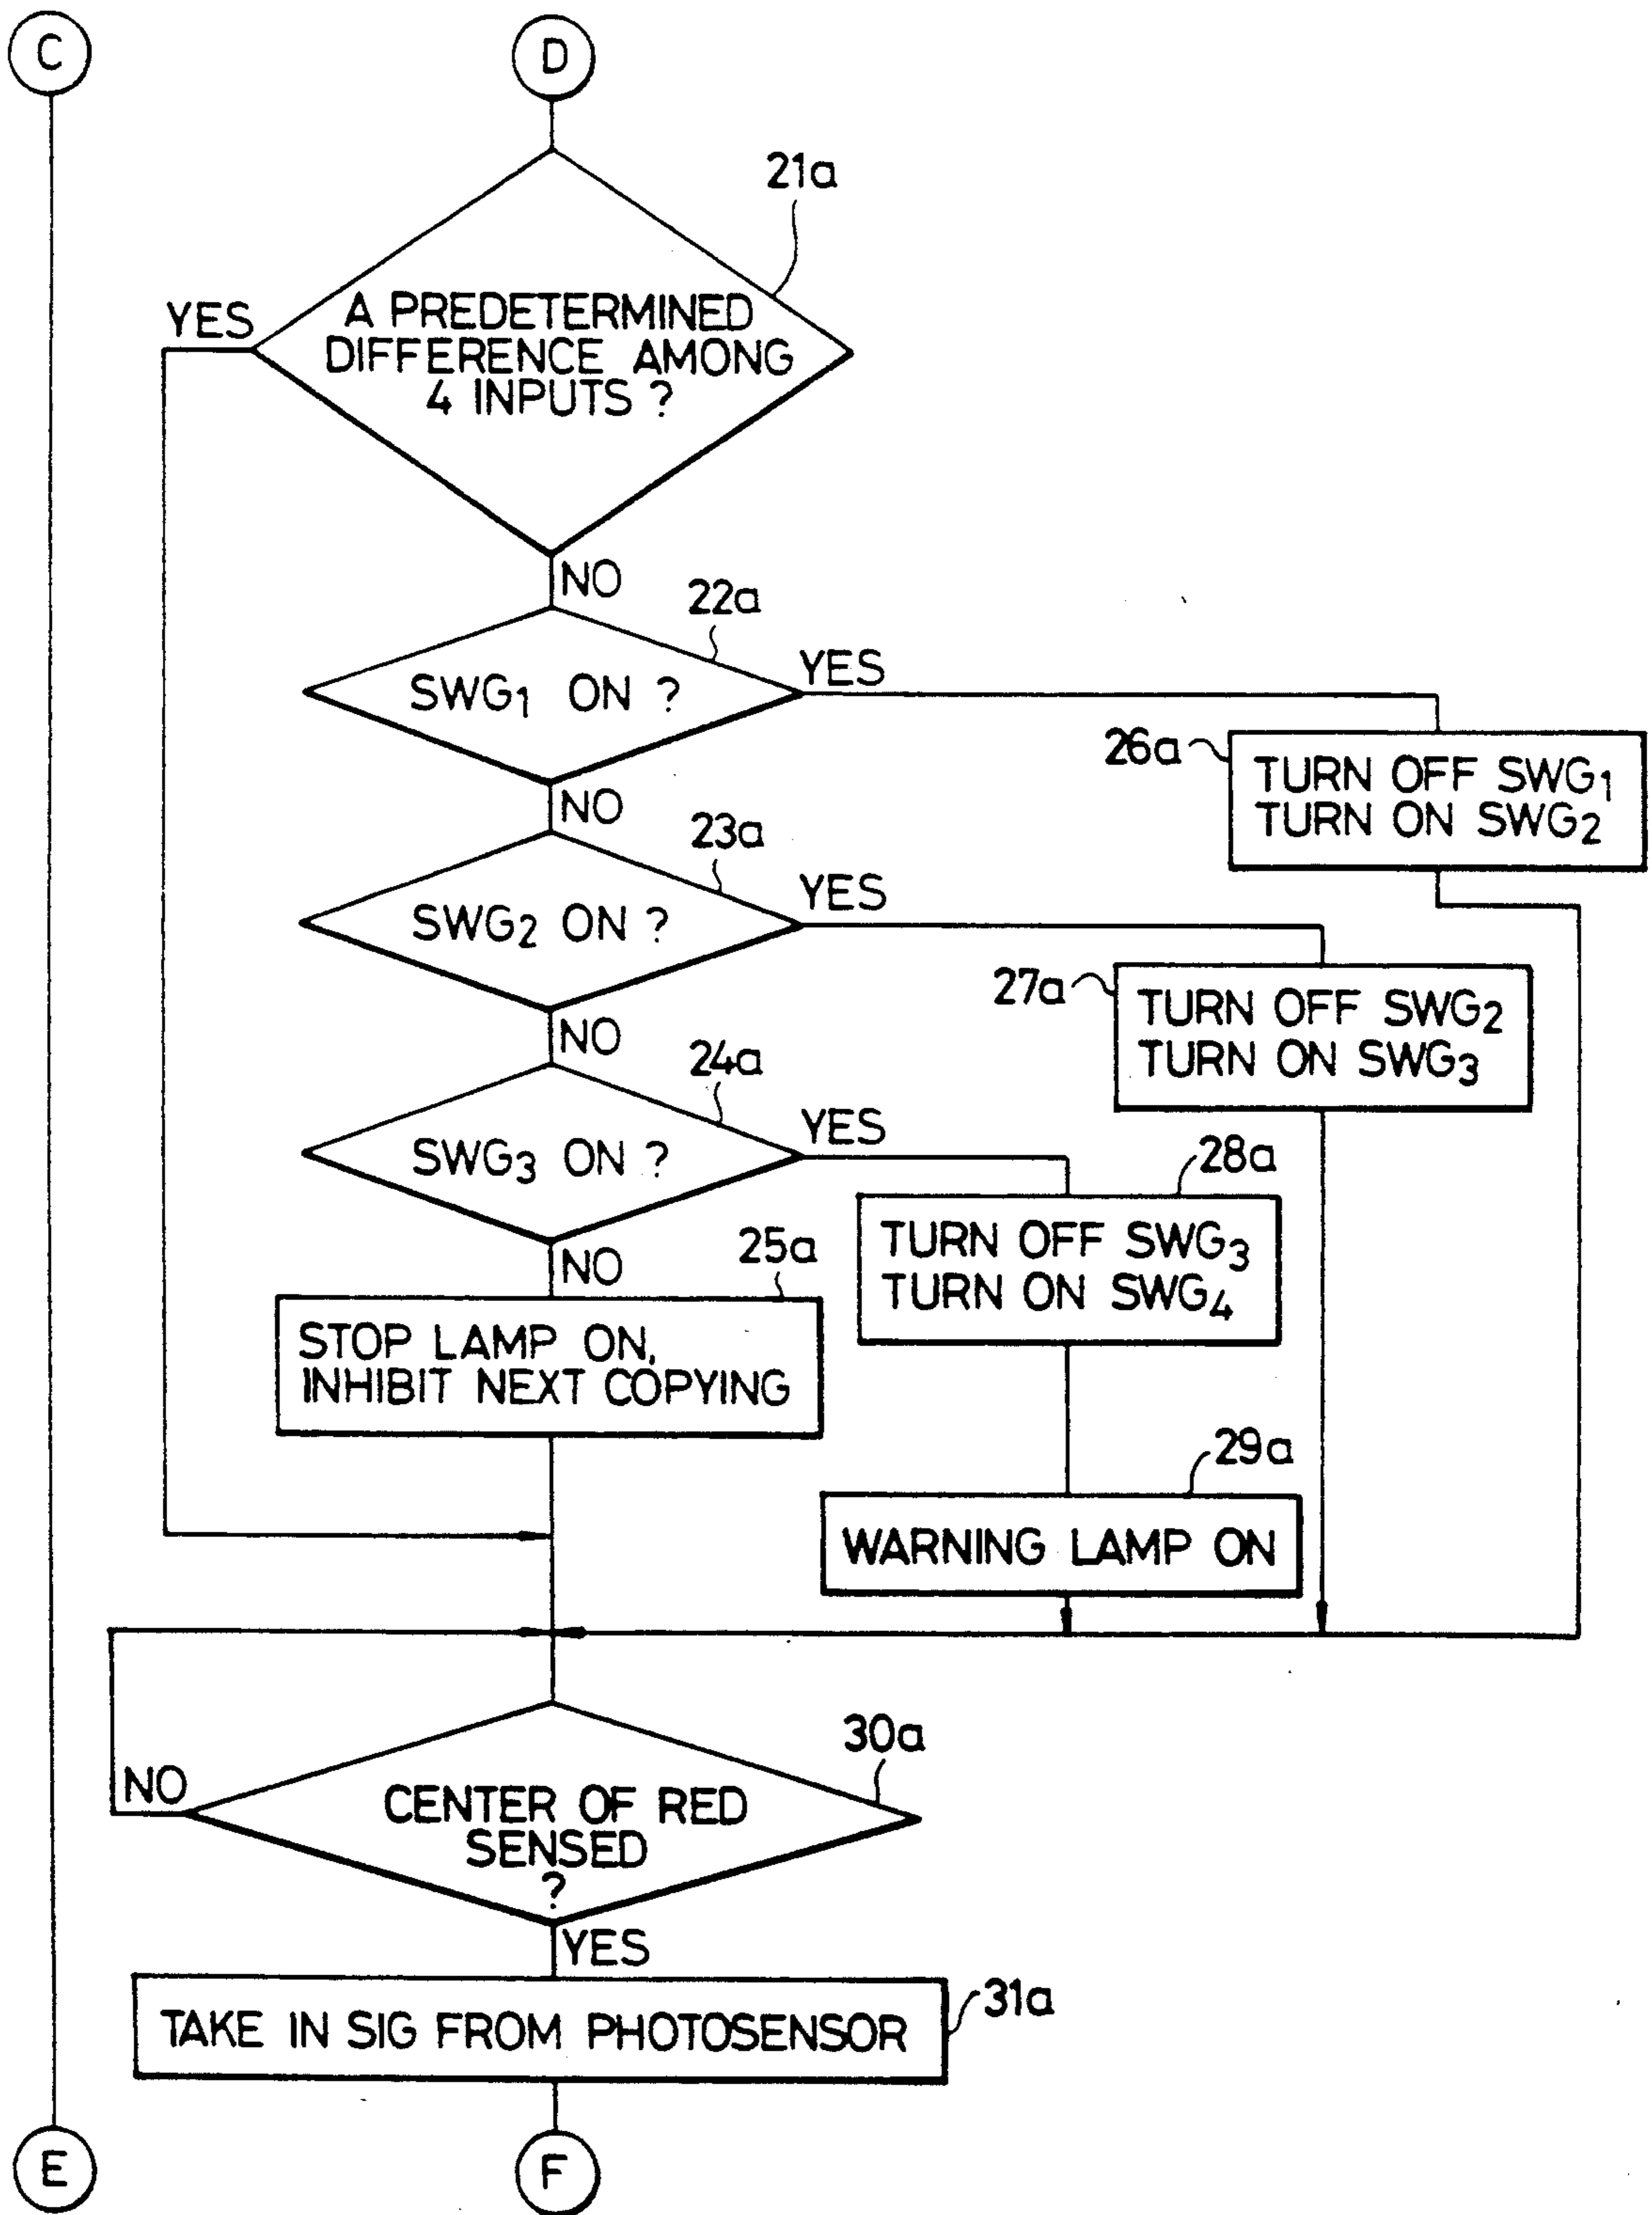 C
D
21a
YES
A PREDETERMINED
DIFFERENCE AMONG
4 INPUTS ?
NO
22a
SWG1 ON ?
YES
26a
TURN OFF SWG1
TURN ON SWG2
NO
23a
SWG2 ON ?
YES
27a
TURN OFF SWG2
TURN ON SWG3
NO
24a
SWG3 ON ?
YES
28a
TURN OFF SWG3
TURN ON SWG4
NO
25a
STOP LAMP ON,
INHIBIT NEXT COPYING
29a
WARNING LAMP ON
30a
NO
CENTER OF RED
SENSED
?
YES
31a
TAKE IN SIG FROM PHOTOSENSOR
E
F